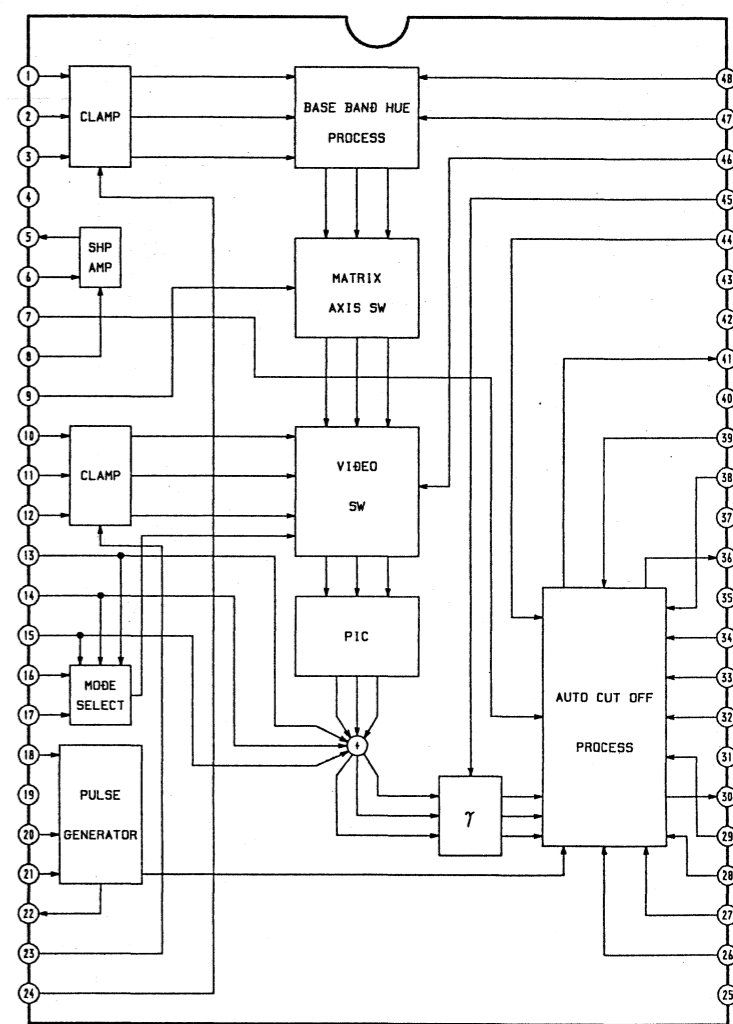 1
48
CLAMP
BASE BAND HUE
PROCESS
2
47
3
46
4
45
5
SHP
AMP
44
6
MATRIX
AXIS SW
43
7
42
8
41
9
40
10
CLAMP
VIDEO
SW
39
11
38
12
37
13
36
14
35
15
PIC
34
16
MODE
SELECT
33
17
AUTO CUT OFF
PROCESS
32
18
+
31
19
PULSE
GENERATOR
γ
30
20
29
21
28
22
27
23
26
24
25